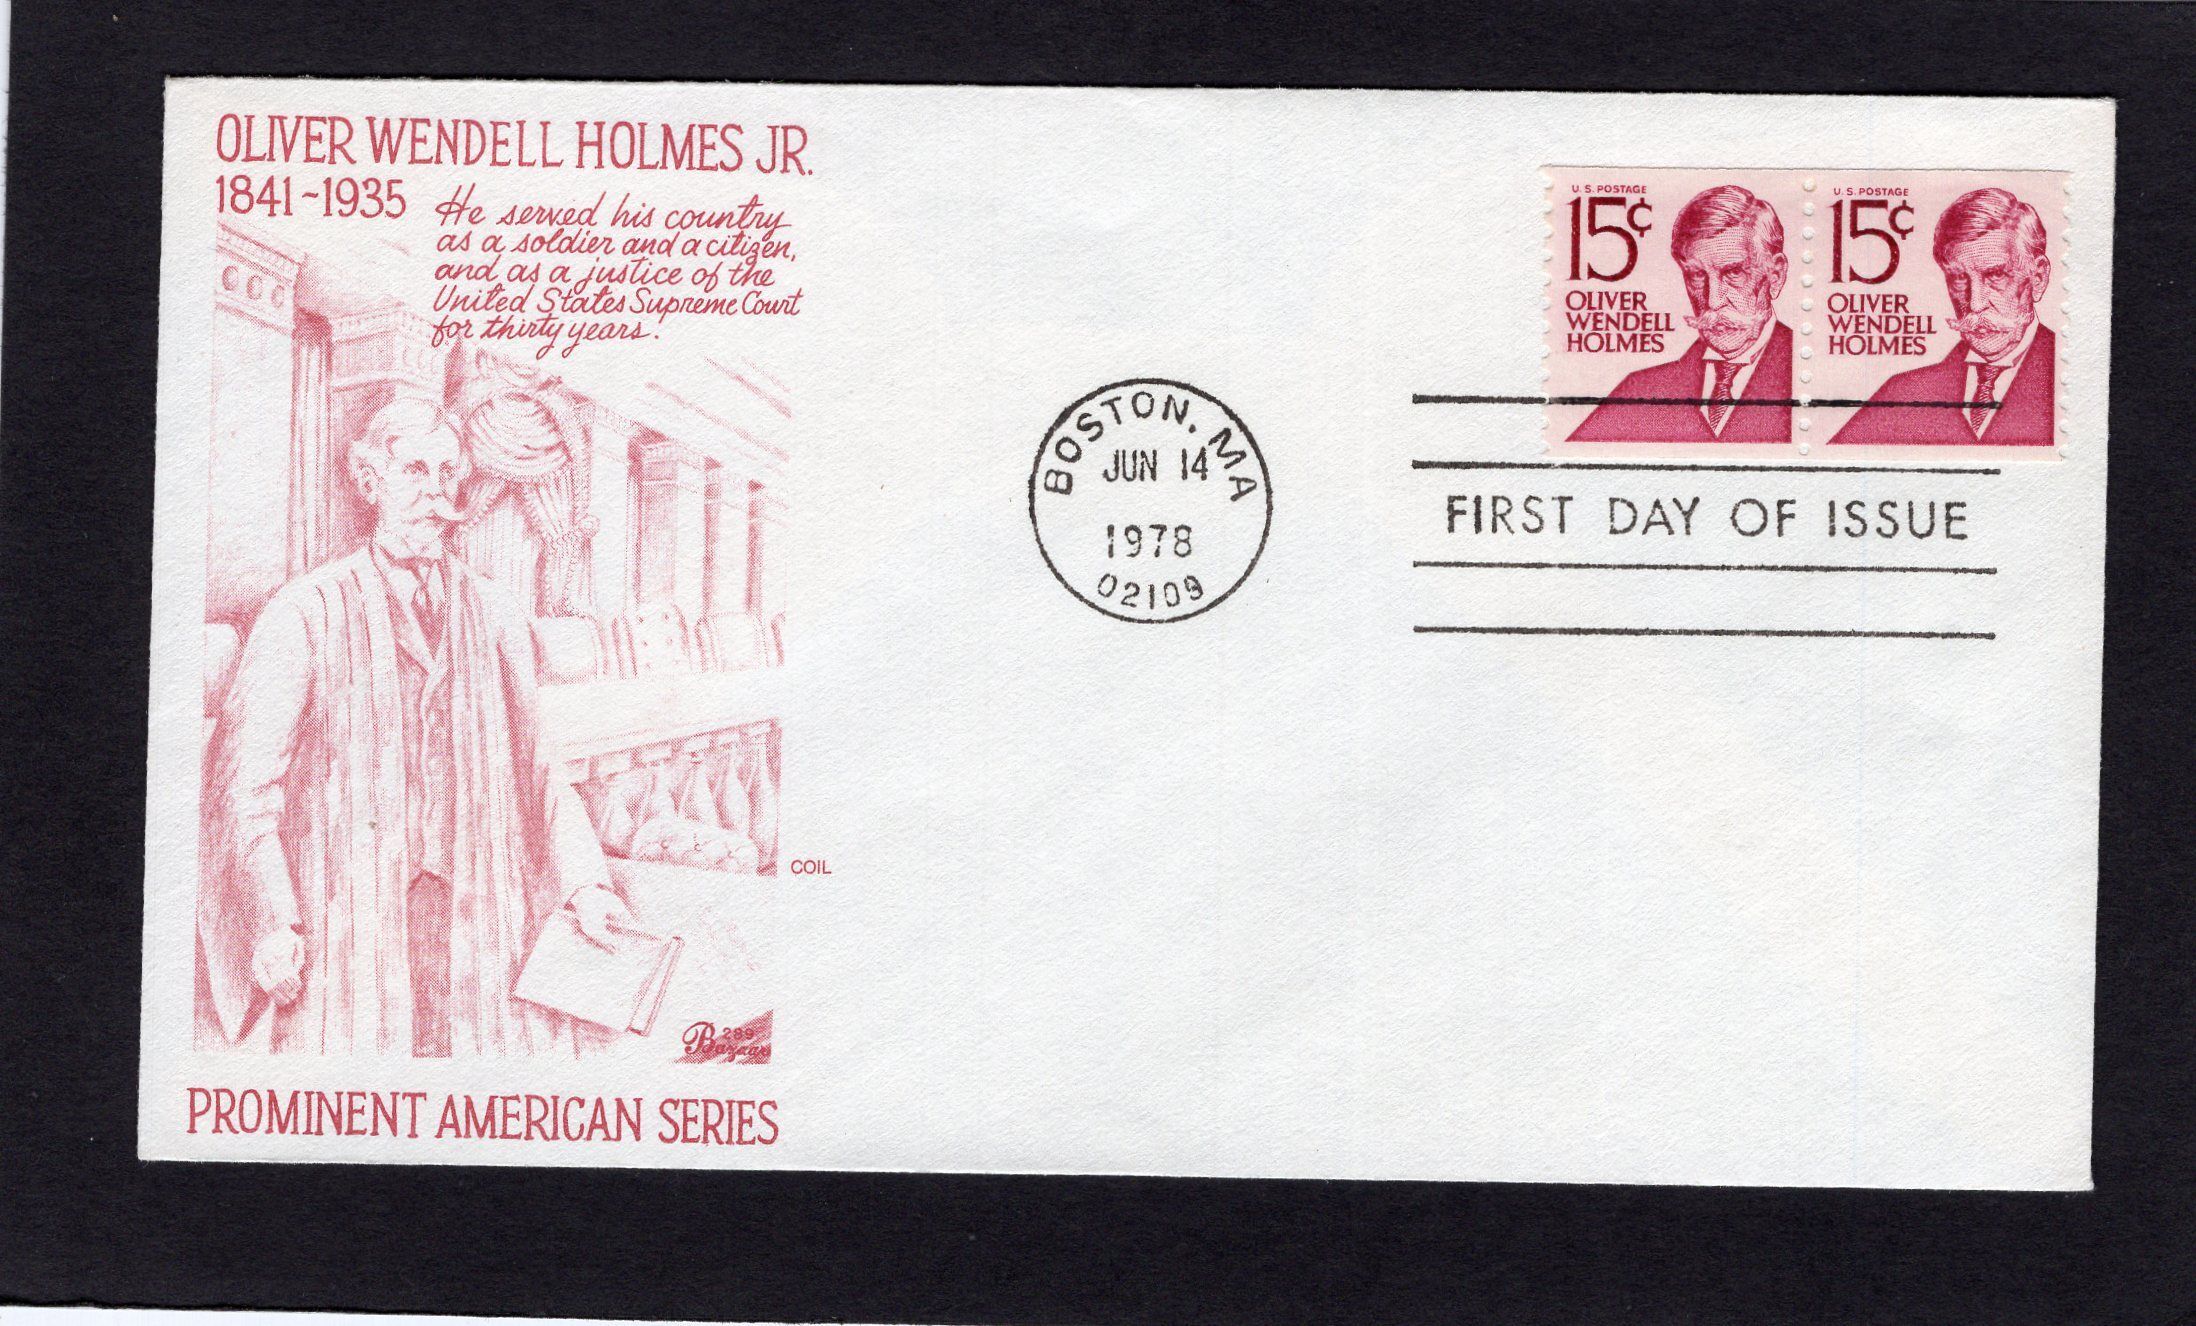 OLIVER WENDELL HOLMES JR.
1841~1935
He served his country
as a soldier and a citizen,
and as a justice of the
United States Supreme Court
for thirty years.
COIL
289
Bazaar
PROMINENT AMERICAN SERIES
BOSTON, MA
JUN 14
1978
02109
U.S. POSTAGE
15¢
OLIVER
WENDELL
HOLMES
U.S. POSTAGE
15¢
OLIVER
WENDELL
HOLMES
FIRST DAY OF ISSUE